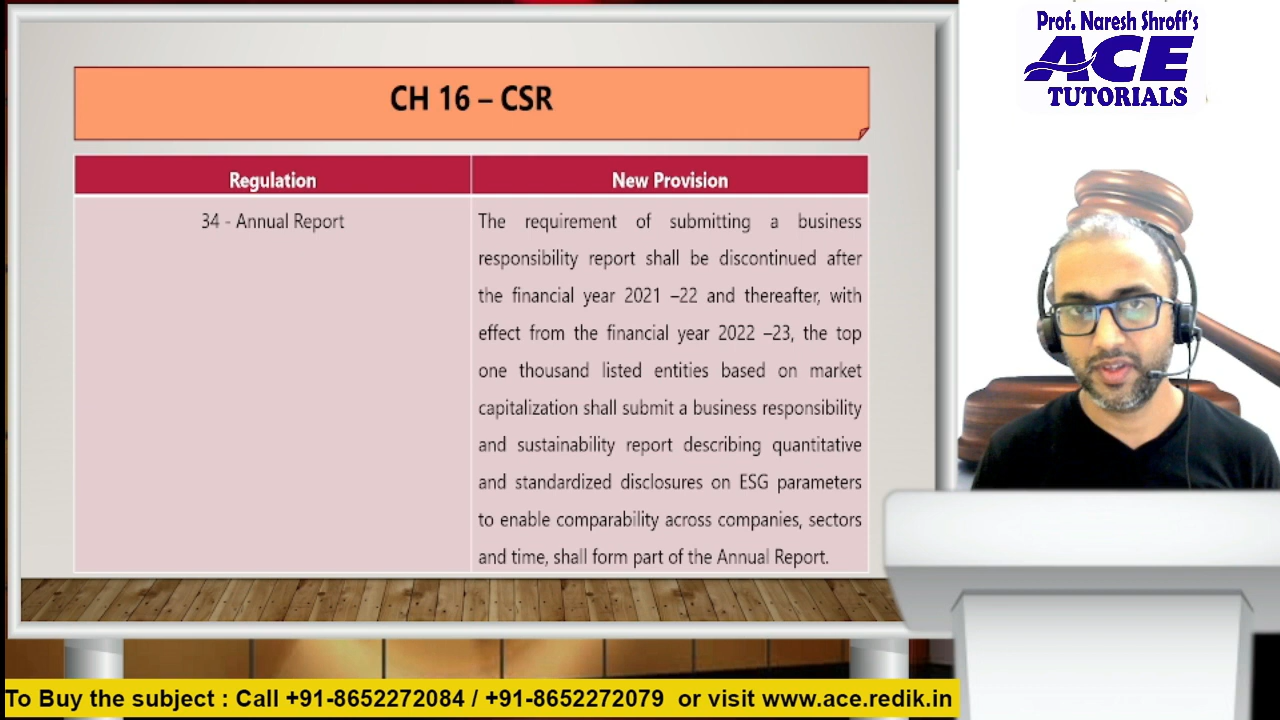 Prof. Naresh Shroff's
ACE
TUTORIALS
CH 16 – CSR
Regulation
New Provision
34 - Annual Report
The requirement of submitting a business
responsibility report shall be discontinued after
the financial year 2021 –22 and thereafter, with
effect from the financial year 2022 –23, the top
one thousand listed entities based on market
capitalization shall submit a business responsibility
and sustainability report describing quantitative
and standardized disclosures on ESG parameters
to enable comparability across companies, sectors
and time, shall form part of the Annual Report.
To Buy the subject : Call +91-8652272084 / +91-8652272079 or visit www.ace.redik.in